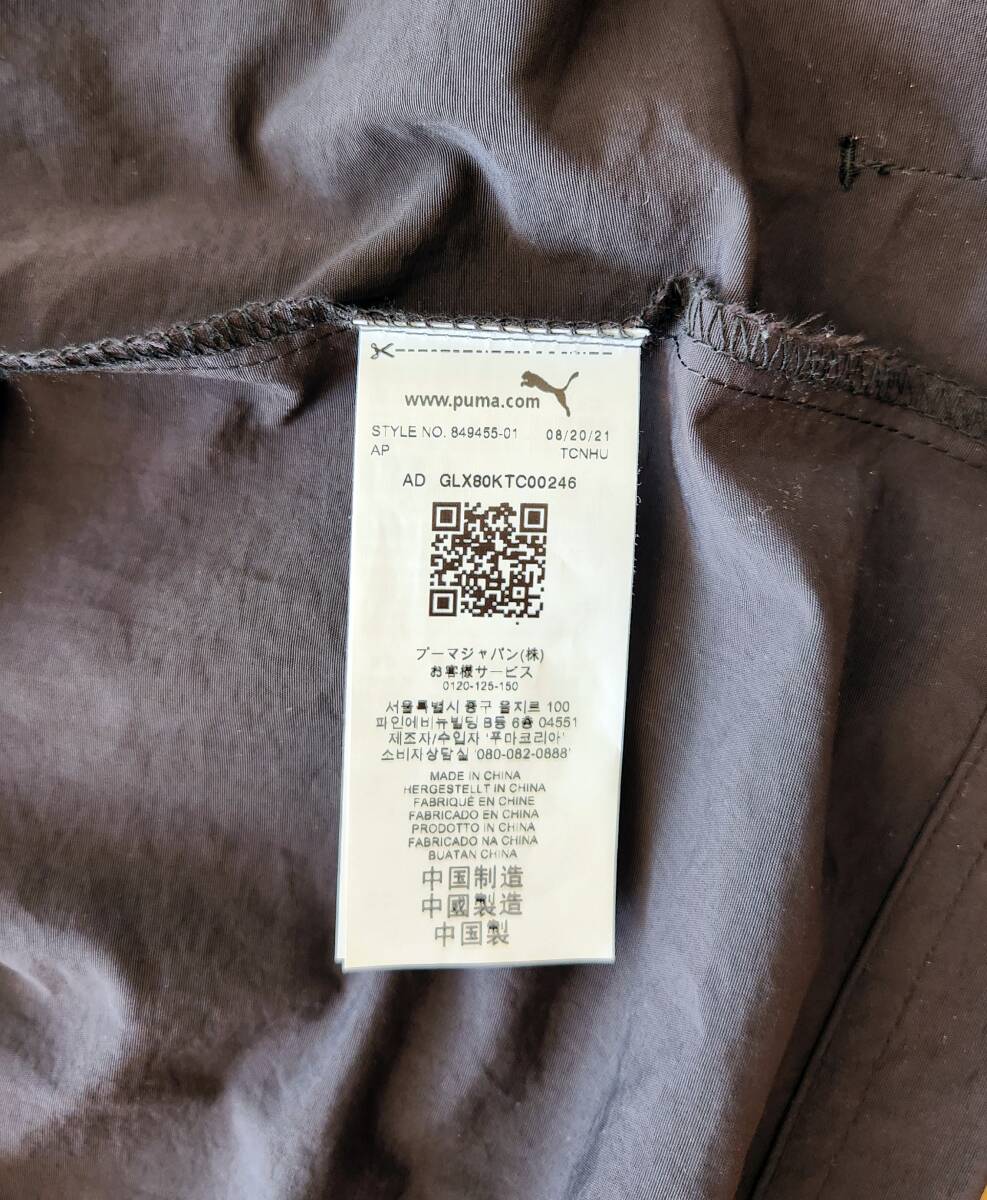 www.puma.com
STYLE NO. 849455-01 08/20/21
AP TCNHU
AD GLX80KTC00246
プーマジャパン(株)
お客様サービス
0120-125-150
서울특별시 중구 을지로 100
파인에비뉴빌딩 B동 6층 04551
제조자/수입자 '푸마코리아'
소비자상담실 '080-082-0888'
MADE IN CHINA
HERGESTELLT IN CHINA
FABRIQUÉ EN CHINE
FABRICADO EN CHINA
PRODOTTO IN CHINA
FABRICADO NA CHINA
BUATAN CHINA
中国制造
中國製造
中国製